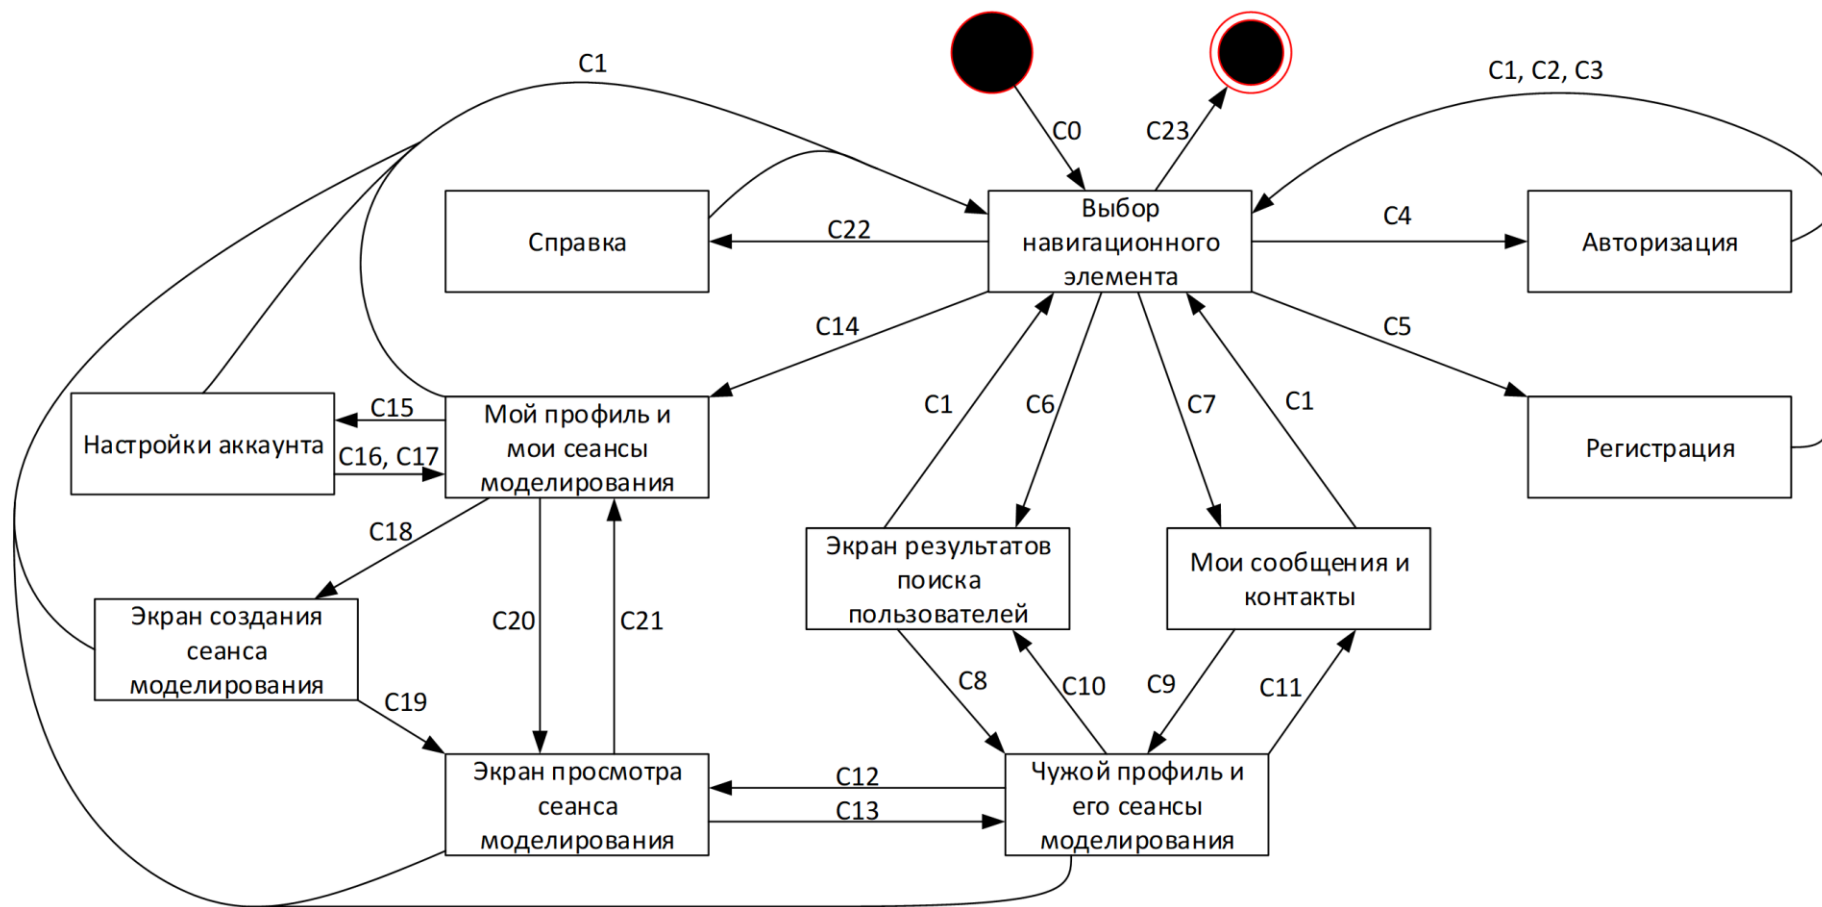 C1
C1, C2, C3
C0
C23
Справка
C22
Выбор
навигационного
элемента
C4
Авторизация
C14
C5
C1
C6
C7
C1
Настройки аккаунта
C15
C16, C17
Мой профиль и
мои сеансы
моделирования
Регистрация
C18
Экран результатов
поиска
пользователей
Мои сообщения и
контакты
Экран создания
сеанса
моделирования
C20
C21
C19
C8
C10
C9
C11
Экран просмотра
сеанса
моделирования
C12
C13
Чужой профиль и
его сеансы
моделирования